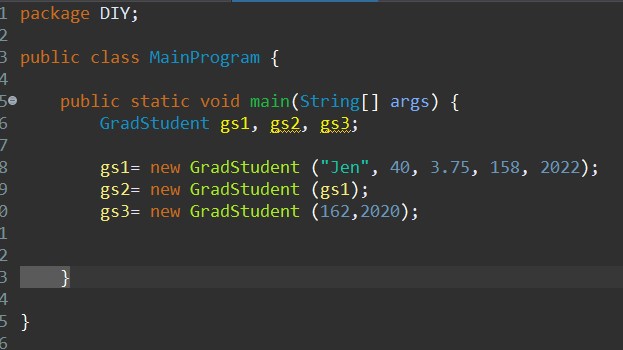 1 package DIY;
2
3 public class MainProgram {
4
5 public static void main(String[] args) {
6 GradStudent gs1, gs2, gs3;
7
8 gs1= new GradStudent ("Jen", 40, 3.75, 158, 2022);
9 gs2= new GradStudent (gs1);
0 gs3= new GradStudent (162,2020);
1
2
3 }
4
5 }
6